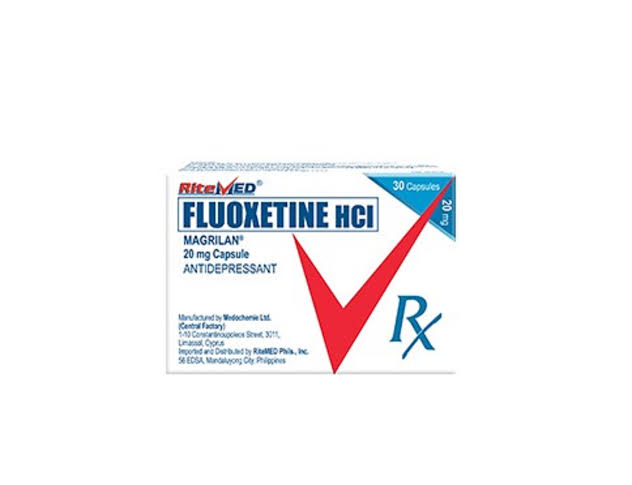 RiteMED®
30 Capsules
20 mg
FLUOXETINE HCl
MAGRILAN®
20 mg Capsule
ANTIDEPRESSANT
Rx
Manufactured by Medochemie Ltd.
(Central Factory)
1-10 Constantinoupoleos Street, 3011,
Limassol, Cyprus
Imported and Distributed by RiteMED Phils., Inc.
56 EDSA, Mandaluyong City. Philippines